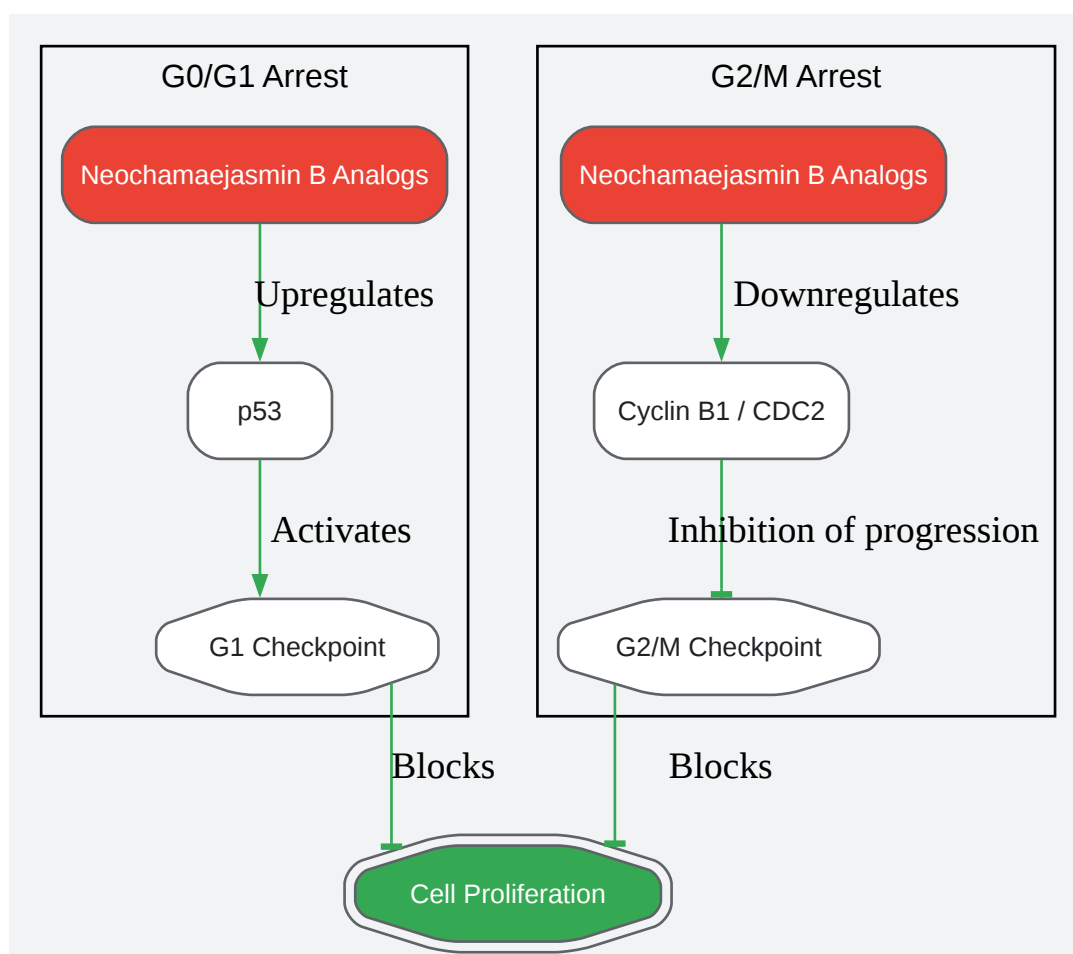 G0/G1 Arrest
Neochamaejasmin B Analogs
Upregulates
p53
Activates
G1 Checkpoint
Blocks
G2/M Arrest
Neochamaejasmin B Analogs
Downregulates
Cyclin B1 / CDC2
Inhibition of progression
G2/M Checkpoint
Blocks
Cell Proliferation